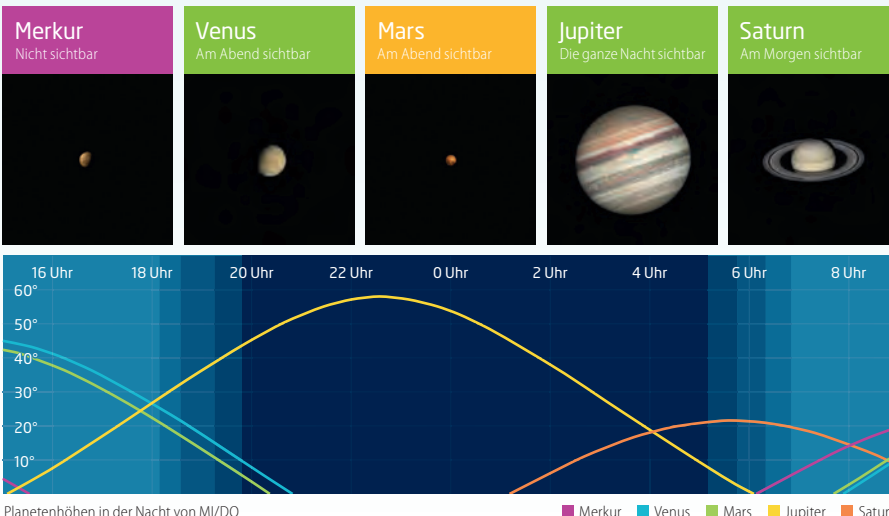 Merkur
Nicht sichtbar
Venus
Am Abend sichtbar
Mars
Am Abend sichtbar
Jupiter
Die ganze Nacht sichtbar
Saturn
Am Morgen sichtbar
16 Uhr 18 Uhr 20 Uhr 22 Uhr 0 Uhr 2 Uhr 4 Uhr 6 Uhr 8 Uhr
60°
50°
40°
30°
20°
10°
Planetenhöhen in der Nacht von MI/DO Merkur Venus Mars Jupiter Satur